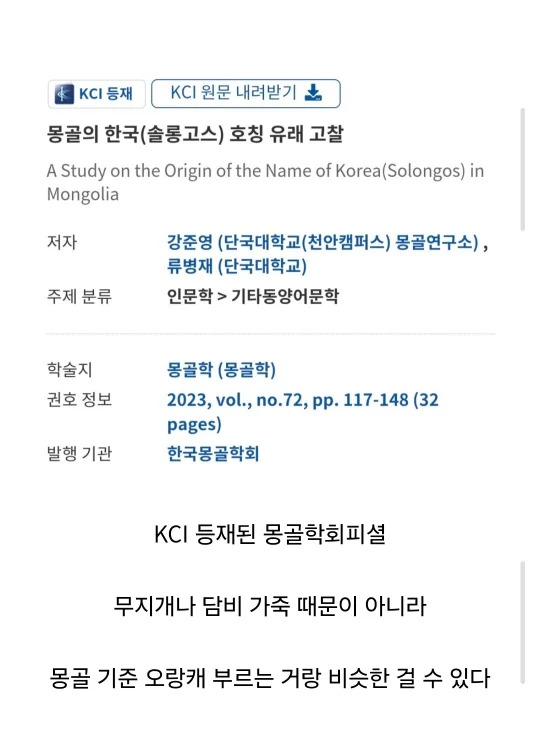 KCI 등재 KCI 원문 내려받기
몽골의 한국(솔롱고스) 호칭 유래 고찰
A Study on the Origin of the Name of Korea(Solongos) in
Mongolia
저자 강준영 (단국대학교(천안캠퍼스) 몽골연구소) ,
류병재 (단국대학교)
주제 분류 인문학 > 기타동양어문학
학술지 몽골학 (몽골학)
권호 정보 2023, vol., no.72, pp. 117-148 (32
pages)
발행 기관 한국몽골학회
KCI 등재된 몽골학회피셜
무지개나 담비 가죽 때문이 아니라
몽골 기준 오랑캐 부르는 거랑 비슷한 걸 수 있다